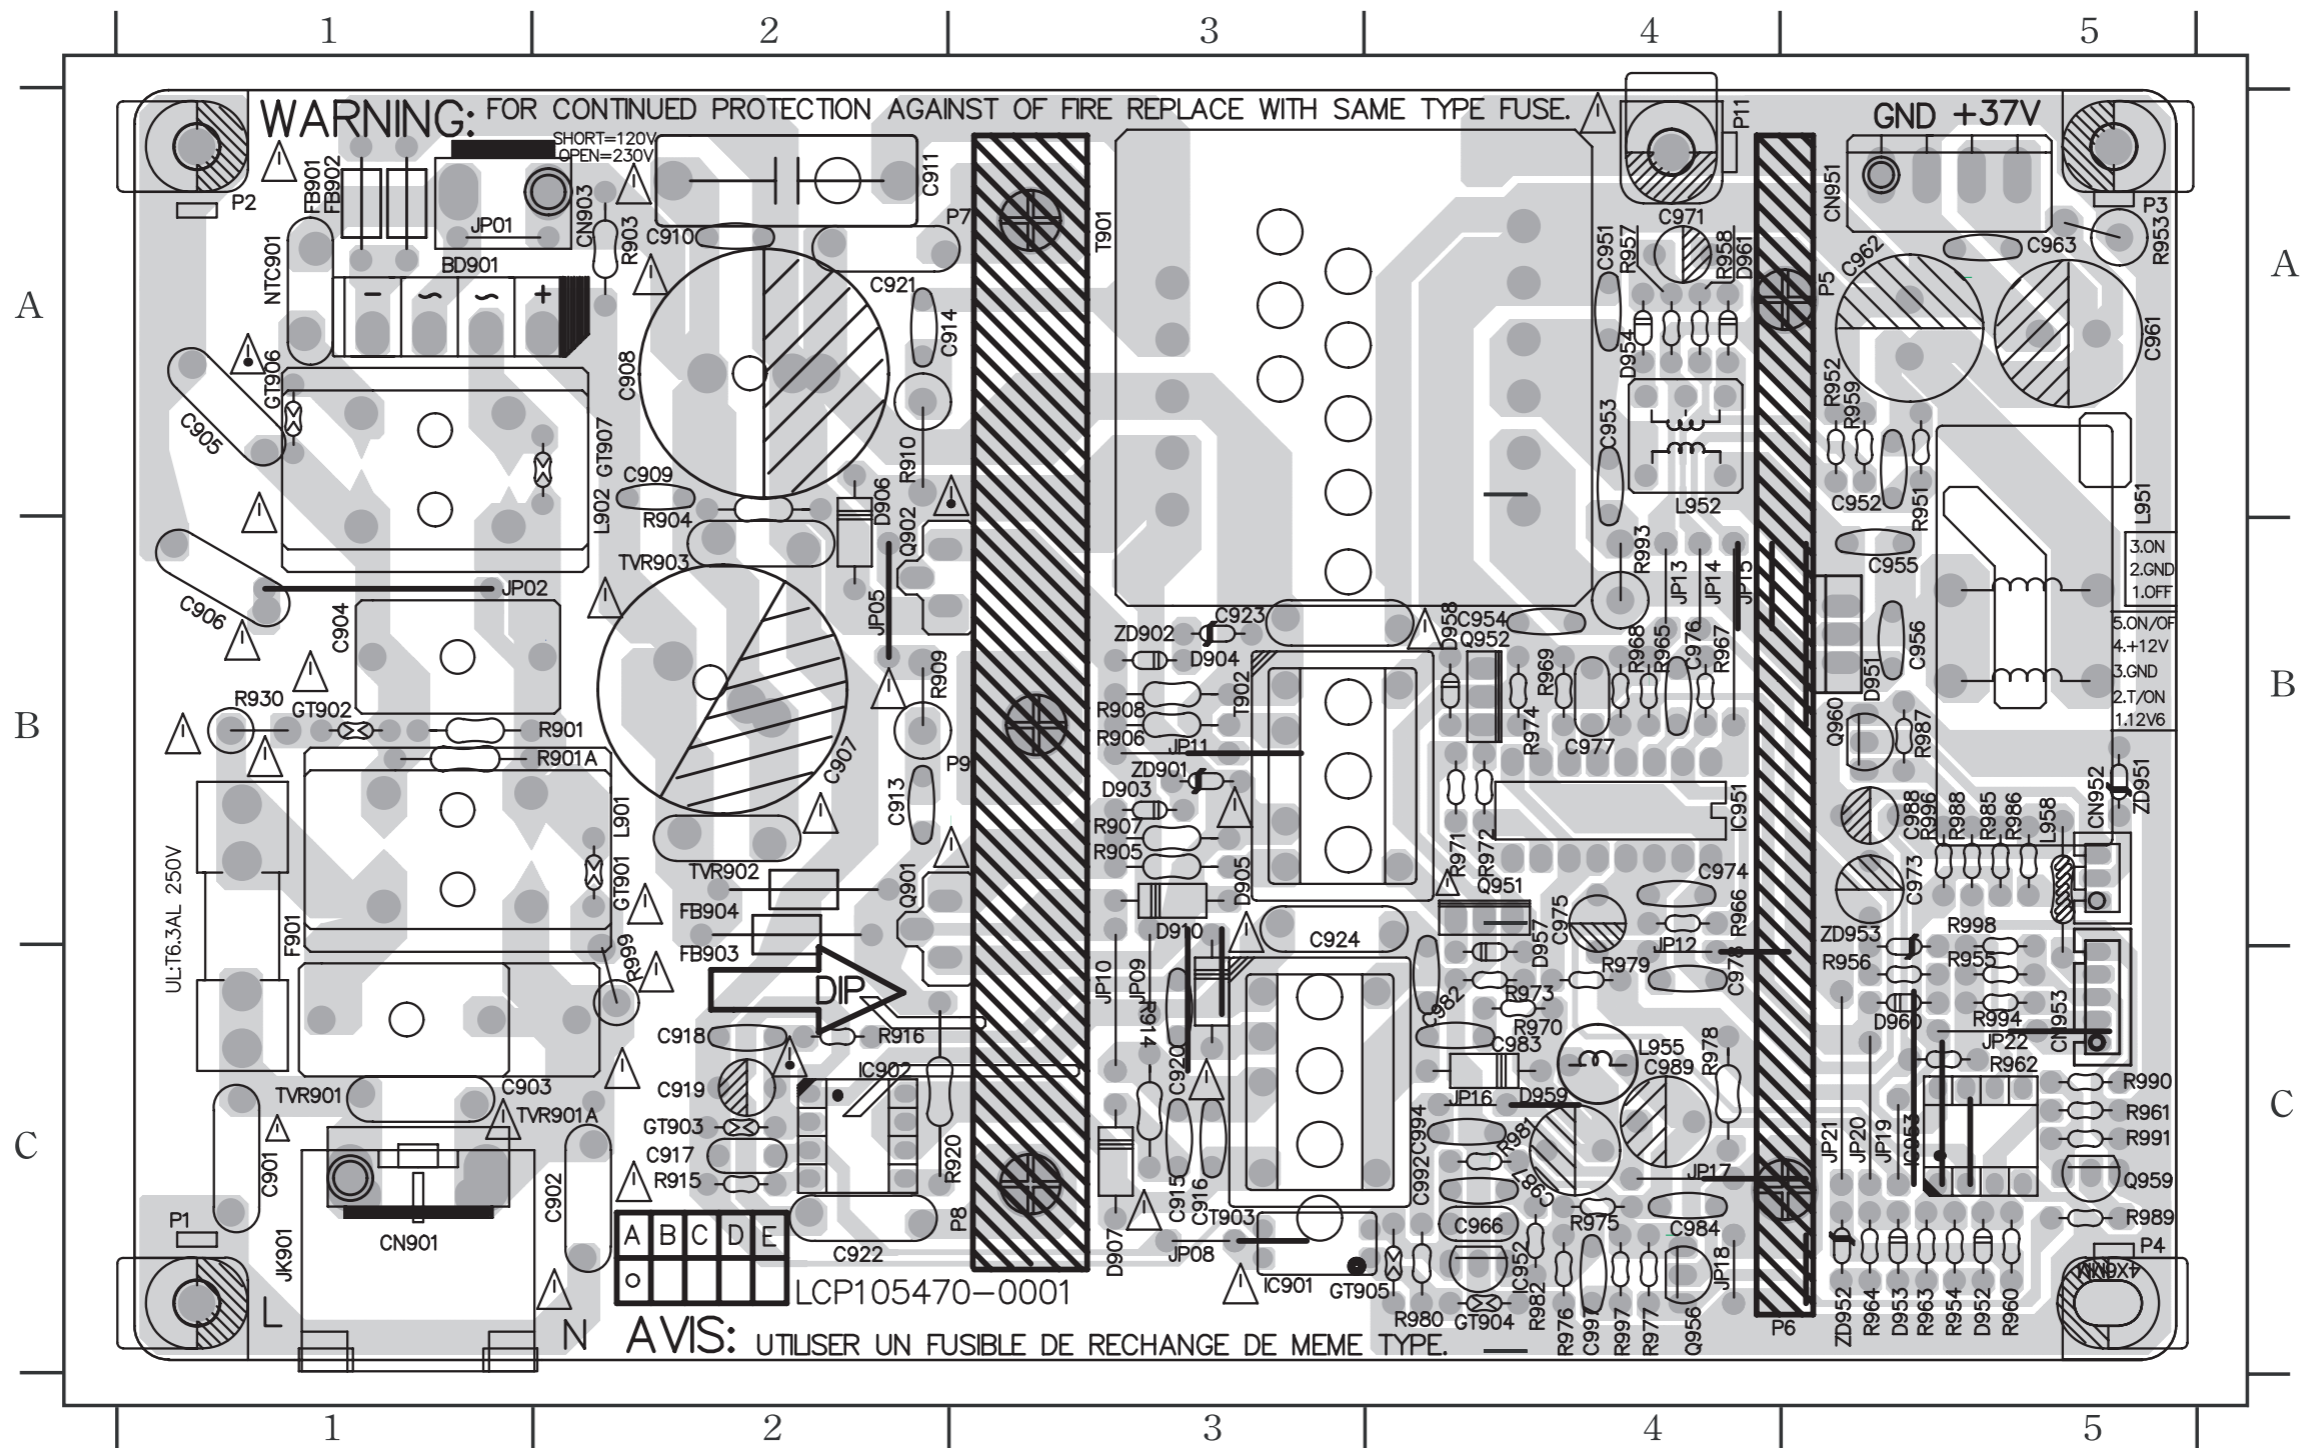 1 2 3 4 5
WARNING: FOR CONTINUED PROTECTION AGAINST OF FIRE REPLACE WITH SAME TYPE FUSE.
SHORT=120V
OPEN=230V
GND +37V
P2
FB901
FB902
JP01
CN903
R903
C911
C910
P7
T901
P11
C971
C951
R957
R958
D961
CN951
P3
R953
C963
C962
P5
C961
NTC901
BD901
− ~ ~ +
C921
C914
C908
A
A
D954
R952
R959
GT906
C905
GT907
L902
C909
R904
R910
D906
Q902
C953
L952
C952
R951
L951
TVR903
JP02
C906
C904
JP05
R909
R993
JP13
JP14
JP15
C955
3.ON
2.GND
1.OFF
5.ON/OF
4.+12V
3.GND
2.T/ON
1.12V6
ZD902
C923
D904
D958
C954
Q952
R969
R968
R965
C976
R967
C956
D951
B
B
R930
GT902
R901
R901A
C907
P9
C913
R908
R906
T902
JP11
ZD901
D903
R907
R905
R974
C977
Q960
R987
CN952
ZD951
L901
IC951
C988
R996
R988
R985
R986
L958
R971
R972
UL:T6.3AL 250V
F901
GT901
TVR902
FB904
FB903
Q901
D905
D910
Q951
C975
C974
R966
C973
R999
DIP
JP10
JP09
R914
C924
D957
JP12
C978
R979
ZD953
R998
R956
R955
C982
R973
R970
C983
D960
R994
CN953
JP22
C918
R916
IC902
C919
C920
L955
C989
R978
R962
R990
TVR901
C903
TVR901A
GT903
C917
R915
R920
JP16
D959
C994
R981
R961
R991
C
C
C901
JK901
CN901
C902
C915
C916
C992
C987
JP17
JP21
JP20
JP19
IC953
Q959
R989
P1
A B C D E
C922
P8
D907
T903
JP08
IC901
GT905
C966
IC952
R975
C984
JP18
P4
4X6MM
LCP105470-0001
L
N
R980
GT904
R982
R976
C997
R997
R977
Q956
P6
ZD952
R964
D953
R963
R954
D952
R960
AVIS: UTILISER UN FUSIBLE DE RECHANGE DE MEME TYPE.
1 2 3 4 5